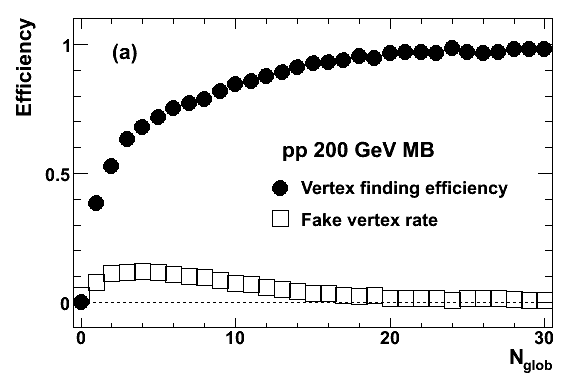 Efficiency
(a)
1
0.5
0
pp 200 GeV MB
Vertex finding efficiency
Fake vertex rate
0 10 20 30
N_glob